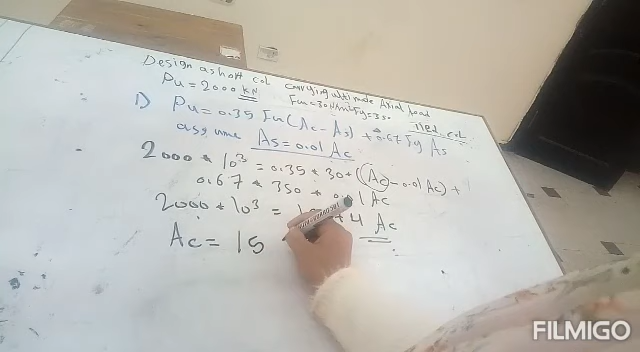 Design a short col carrying ultimate Axial load
Pu = 2000 kN Fcu = 30 N/mm² Fy = 350
1) Pu = 0.35 Fcu (Ac - As) + 0.67 Fy As Tied col
assume As = 0.01 Ac
2000 * 10³ = 0.35 * 30 * (Ac - 0.01 Ac) +
0.67 * 350 * 0.01 Ac
2000 * 10³ = 4 Ac
Ac = 15
FILMIGO